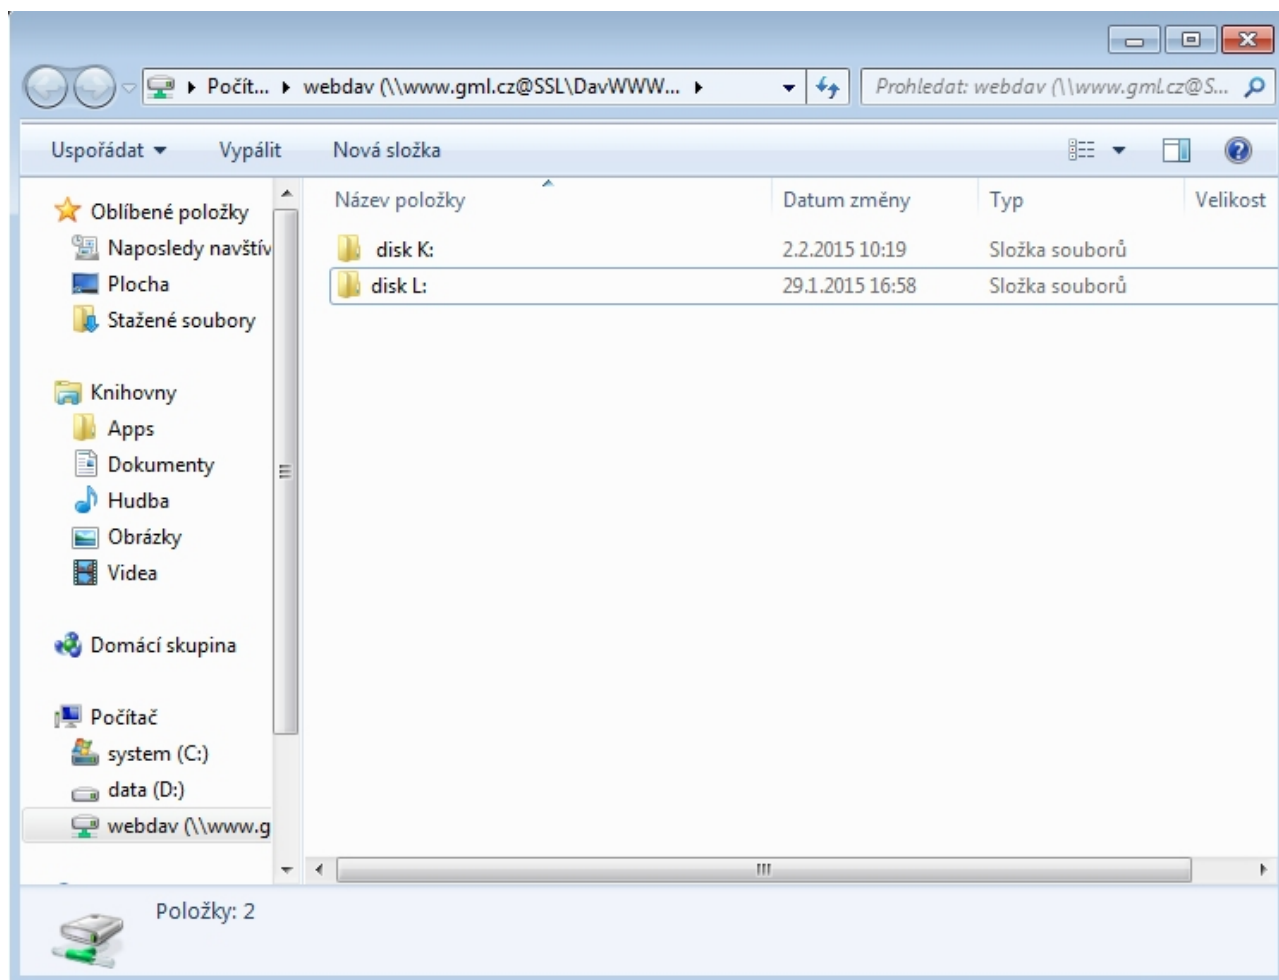 Počít... webdav (\\www.gml.cz@SSL\DavWWW... Prohledat: webdav (\\www.gml.cz@S...
Uspořádat Vypálit Nová složka
Oblíbené položky
Naposledy navštív
Plocha
Stažené soubory
Knihovny
Apps
Dokumenty
Hudba
Obrázky
Videa
Domácí skupina
Počítač
system (C:)
data (D:)
webdav (\\www.g
Název položky Datum změny Typ Velikost
disk K: 2.2.2015 10:19 Složka souborů
disk L: 29.1.2015 16:58 Složka souborů
Položky: 2